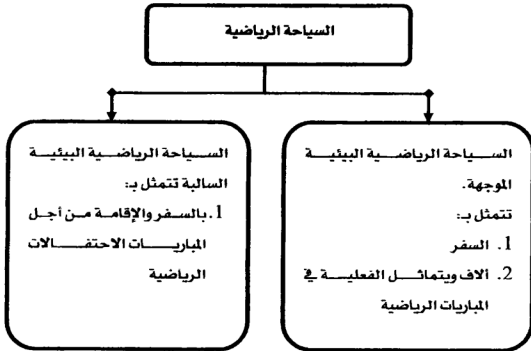 السياحة الرياضية
السياحة الرياضية البيئية
الموجهة.
تتمثل بـ:
1. السفر
2. آلاف ويتماثل الفعلية في
المباريات الرياضية
السياحة الرياضية البيئية
السالبة تتمثل بـ:
1. بالسفر والإقامة من أجل
المباريات الاحتفالات
الرياضية